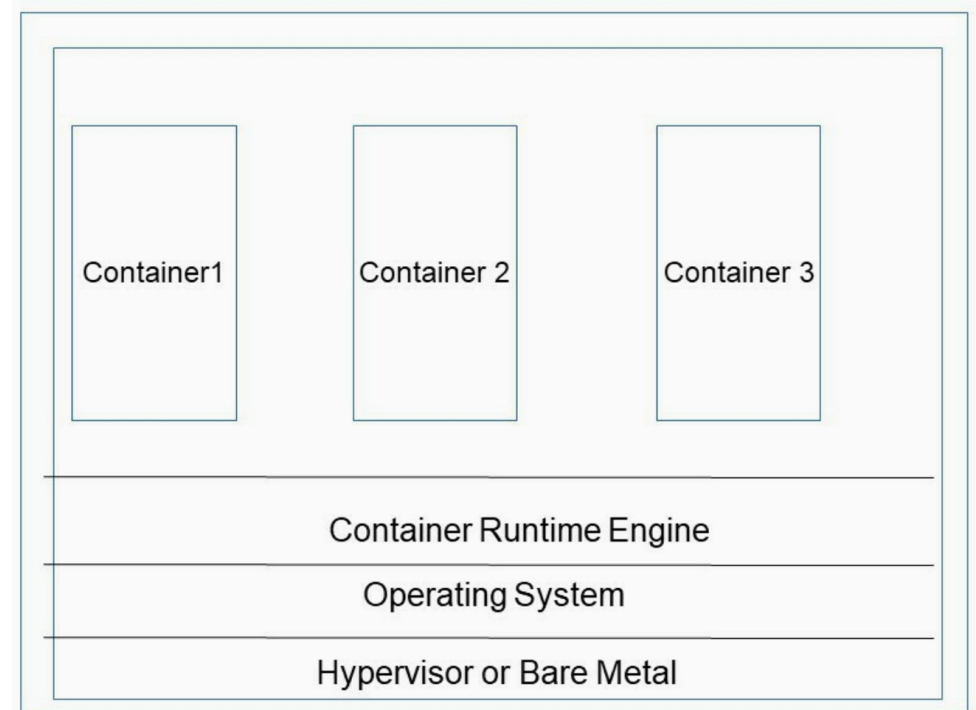 Container1
Container 2
Container 3
Container Runtime Engine
Operating System
Hypervisor or Bare Metal